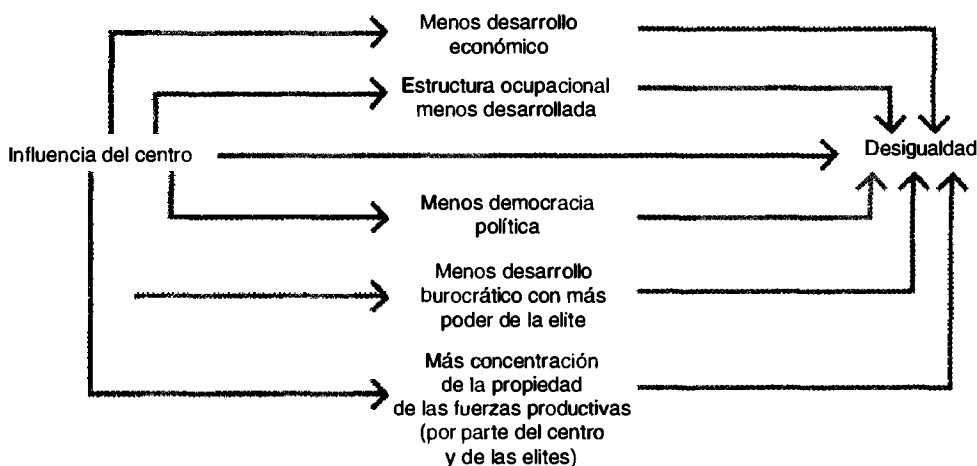 Menos desarrollo
económico
Estructura ocupacional
menos desarrollada
Influencia del centro
Desigualdad
Menos democracia
política
Menos desarrollo
burocrático con más
poder de la elite
Más concentración
de la propiedad
de las fuerzas productivas
(por parte del centro
y de las elites)